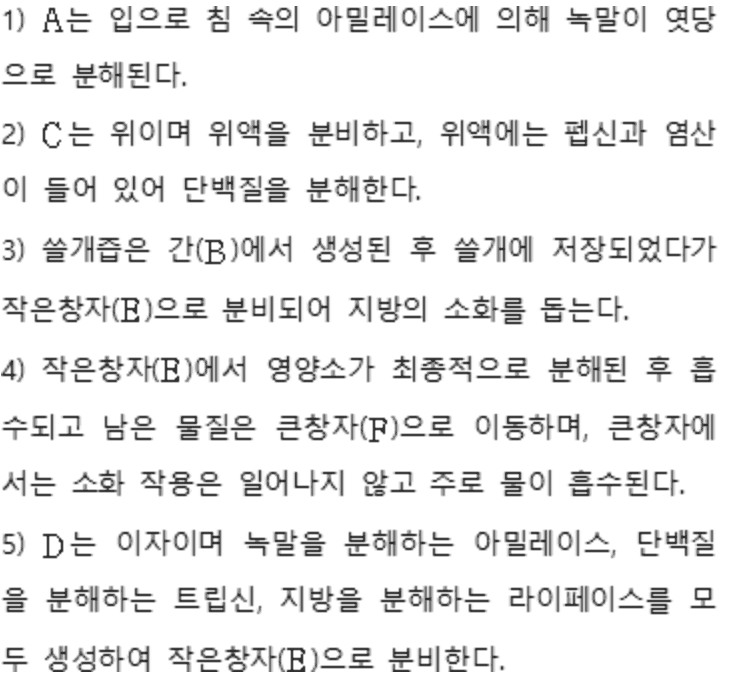 1) A는 입으로 침 속의 아밀레이스에 의해 녹말이 엿당
으로 분해된다.
2) C는 위이며 위액을 분비하고, 위액에는 펩신과 염산
이 들어 있어 단백질을 분해한다.
3) 쓸개즙은 간(B)에서 생성된 후 쓸개에 저장되었다가
작은창자(E)으로 분비되어 지방의 소화를 돕는다.
4) 작은창자(E)에서 영양소가 최종적으로 분해된 후 흡
수되고 남은 물질은 큰창자(F)으로 이동하며, 큰창자에
서는 소화 작용은 일어나지 않고 주로 물이 흡수된다.
5) D는 이자이며 녹말을 분해하는 아밀레이스, 단백질
을 분해하는 트립신, 지방을 분해하는 라이페이스를 모
두 생성하여 작은창자(E)으로 분비한다.